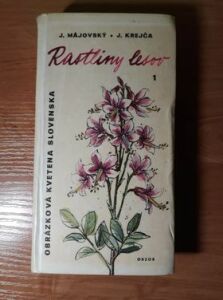 J. MÁJOVSKÝ · J. KREJČA
Rastliny lesov
1
OBRÁZKOVÁ KVETENA SLOVENSKA
OBZOR